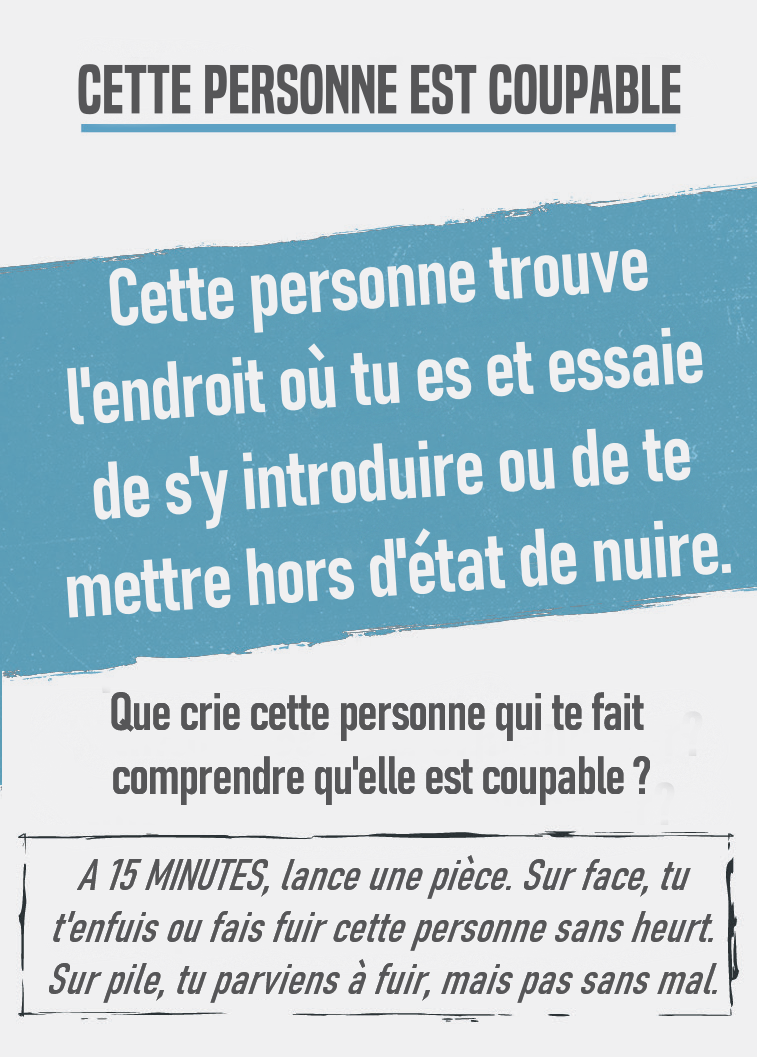 CETTE PERSONNE EST COUPABLE
Cette personne trouve
l'endroit où tu es et essaie
de s'y introduire ou de te
mettre hors d'état de nuire.
Que crie cette personne qui te fait
comprendre qu'elle est coupable ?
A 15 MINUTES, lance une pièce. Sur face, tu
t'enfuis ou fais fuir cette personne sans heurt.
Sur pile, tu parviens à fuir, mais pas sans mal.